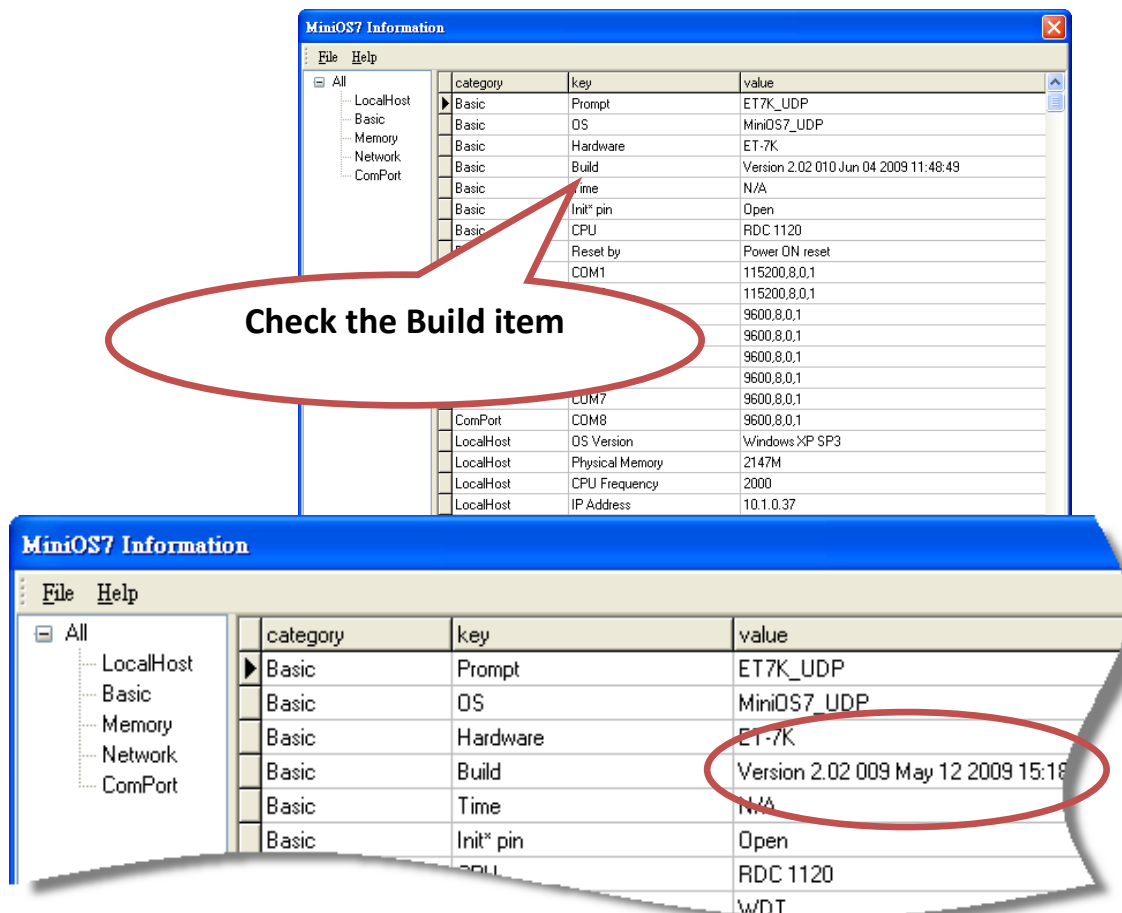 MiniOS7 Information
File Help
All
LocalHost
Basic
Memory
Network
ComPort
category key value
Basic Prompt ET7K_UDP
Basic OS MiniOS7_UDP
Basic Hardware ET-7K
Basic Build Version 2.02 010 Jun 04 2009 11:48:49
Basic Time N/A
Basic Init* pin Open
Basic CPU RDC 1120
Reset by Power ON reset
COM1 115200,8,0,1
115200,8,0,1
9600,8,0,1
9600,8,0,1
9600,8,0,1
9600,8,0,1
COM7 9600,8,0,1
ComPort COM8 9600,8,0,1
LocalHost OS Version Windows XP SP3
LocalHost Physical Memory 2147M
LocalHost CPU Frequency 2000
LocalHost IP Address 10.1.0.37
Check the Build item
MiniOS7 Information
File Help
All
LocalHost
Basic
Memory
Network
ComPort
category key value
Basic Prompt ET7K_UDP
Basic OS MiniOS7_UDP
Basic Hardware ET-7K
Basic Build Version 2.02 009 May 12 2009 15:18
Basic Time N/A
Basic Init* pin Open
CPU RDC 1120
WDT